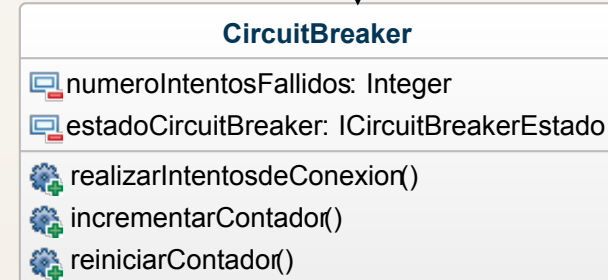 CircuitBreaker
numeroIntentosFallidos: Integer
estadoCircuitBreaker: ICircuitBreakerEstado
realizarIntentosdeConexion()
incrementarContador()
reiniciarContador()